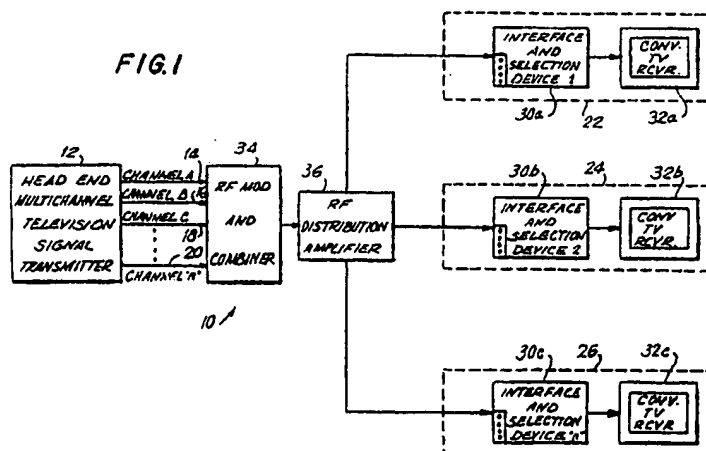 FIG.1
12
HEAD END
MULTICHANNEL
TELEVISION
SIGNAL
TRANSMITTER
CHANNEL A
14
CHANNEL B
16
CHANNEL C
18
20
CHANNEL "N"
34
RF MOD
AND
COMBINER
10
36
RF
DISTRIBUTION
AMPLIFIER
INTERFACE
AND
SELECTION
DEVICE 1
30a
CONV.
TV
RCVR.
32a
22
30b
24
32b
INTERFACE
AND
SELECTION
DEVICE 2
CONV
TV
RCVR.
30c
26
32c
INTERFACE
AND
SELECTION
DEVICE "n"
CONV.
TV
RCVR